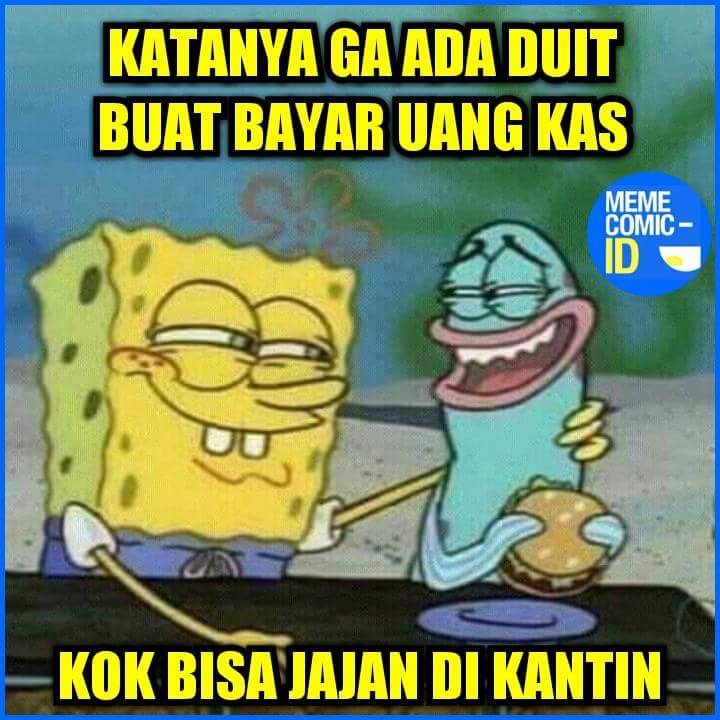 KATANYA GA ADA DUIT
BUAT BAYAR UANG KAS
MEME
COMIC-
ID
KOK BISA JAJAN DI KANTIN